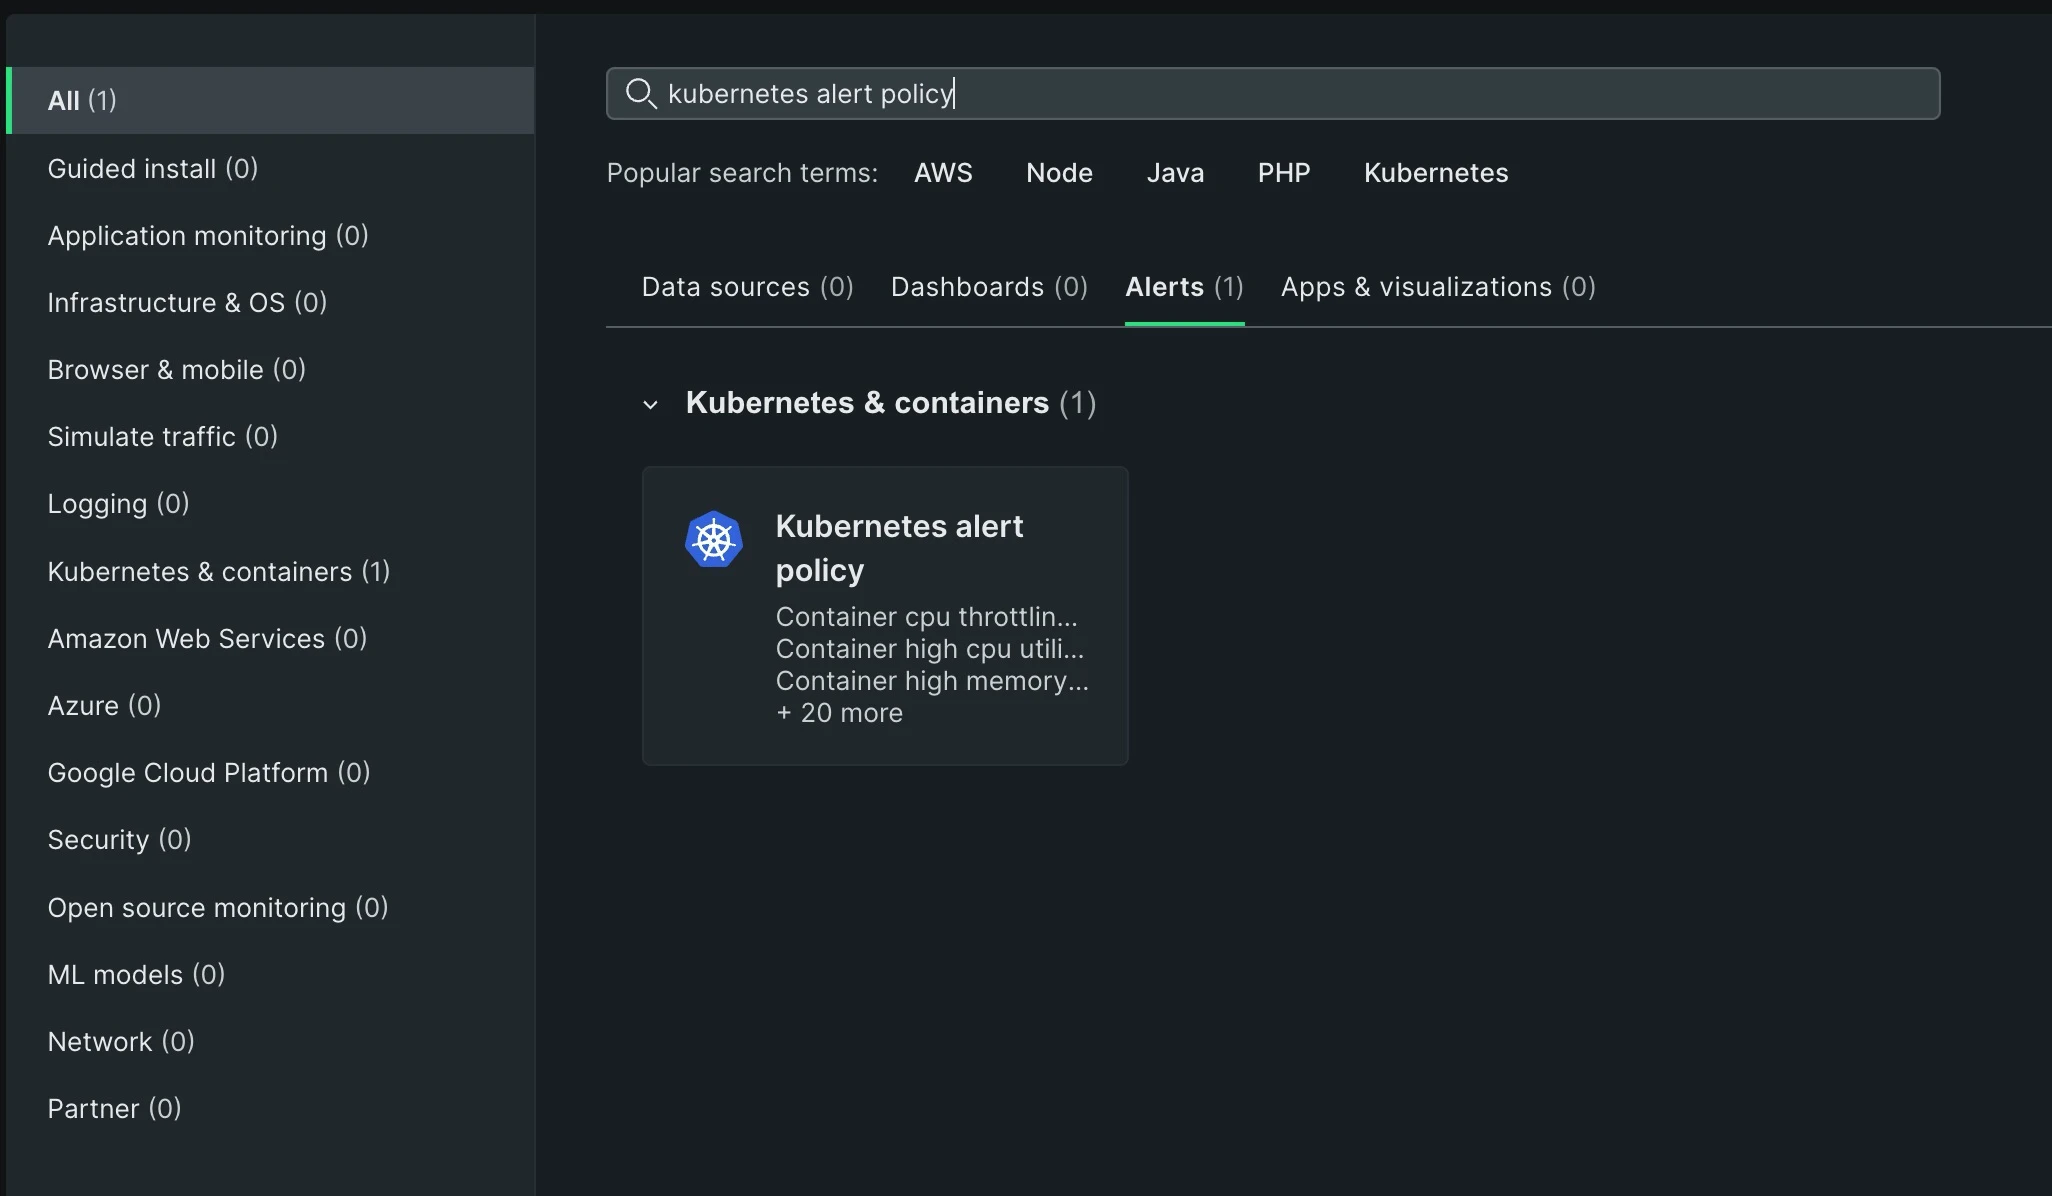 All (1)
Guided install (0)
Application monitoring (0)
Infrastructure & OS (0)
Browser & mobile (0)
Simulate traffic (0)
Logging (0)
Kubernetes & containers (1)
Amazon Web Services (0)
Azure (0)
Google Cloud Platform (0)
Security (0)
Open source monitoring (0)
ML models (0)
Network (0)
Partner (0)
kubernetes alert policy
Popular search terms: AWS Node Java PHP Kubernetes
Data sources (0) Dashboards (0) Alerts (1) Apps & visualizations (0)
Kubernetes & containers (1)
Kubernetes alert
policy
Container cpu throttlin...
Container high cpu utili...
Container high memory...
+ 20 more